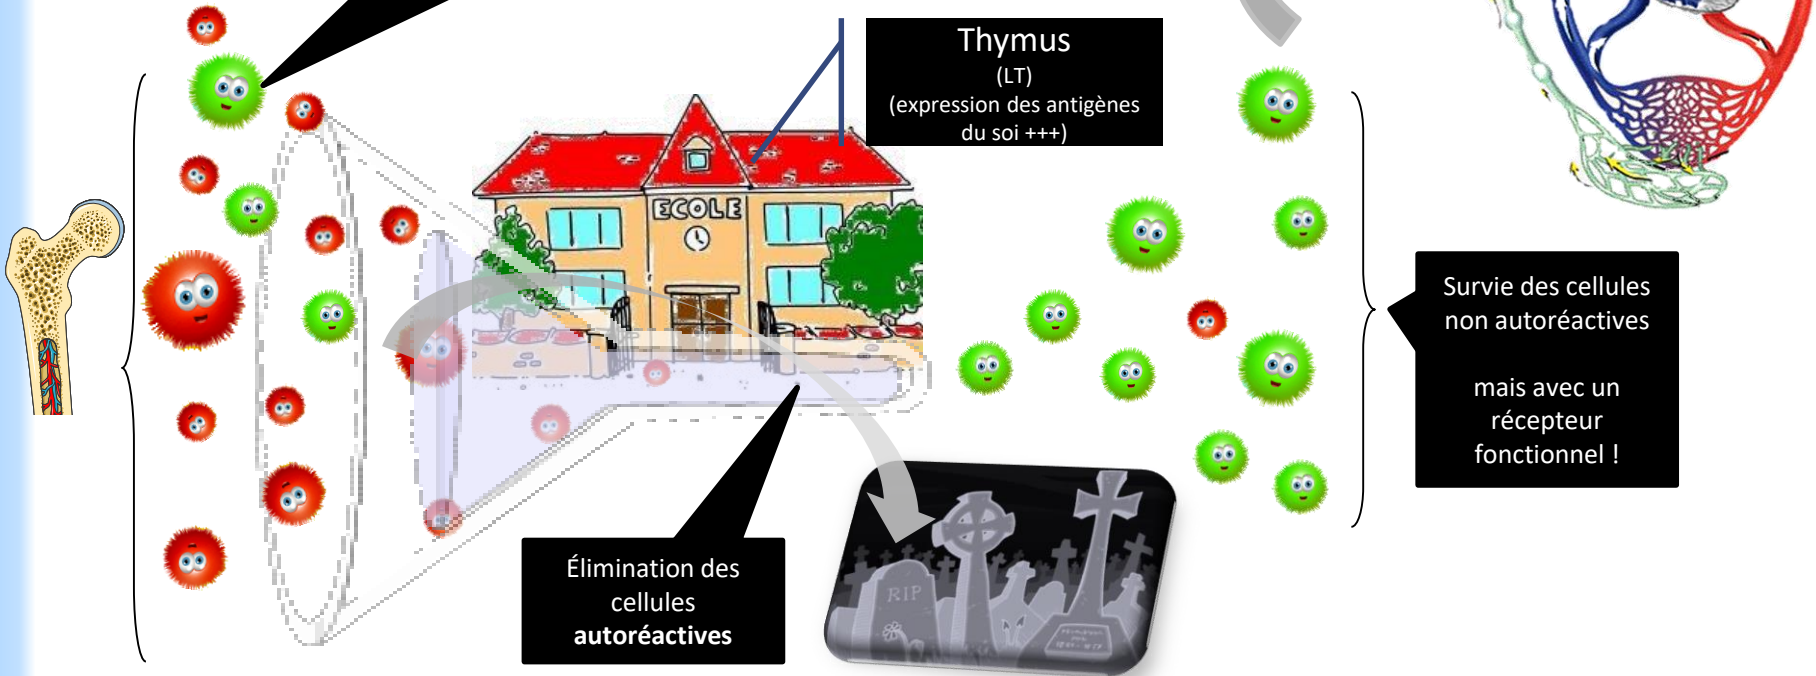 Thymus
(LT)
(expression des antigènes
du soi +++)
ECOLE
Survie des cellules
non autoréactives
mais avec un
récepteur
fonctionnel !
Élimination des
cellules
autoréactives
RIP